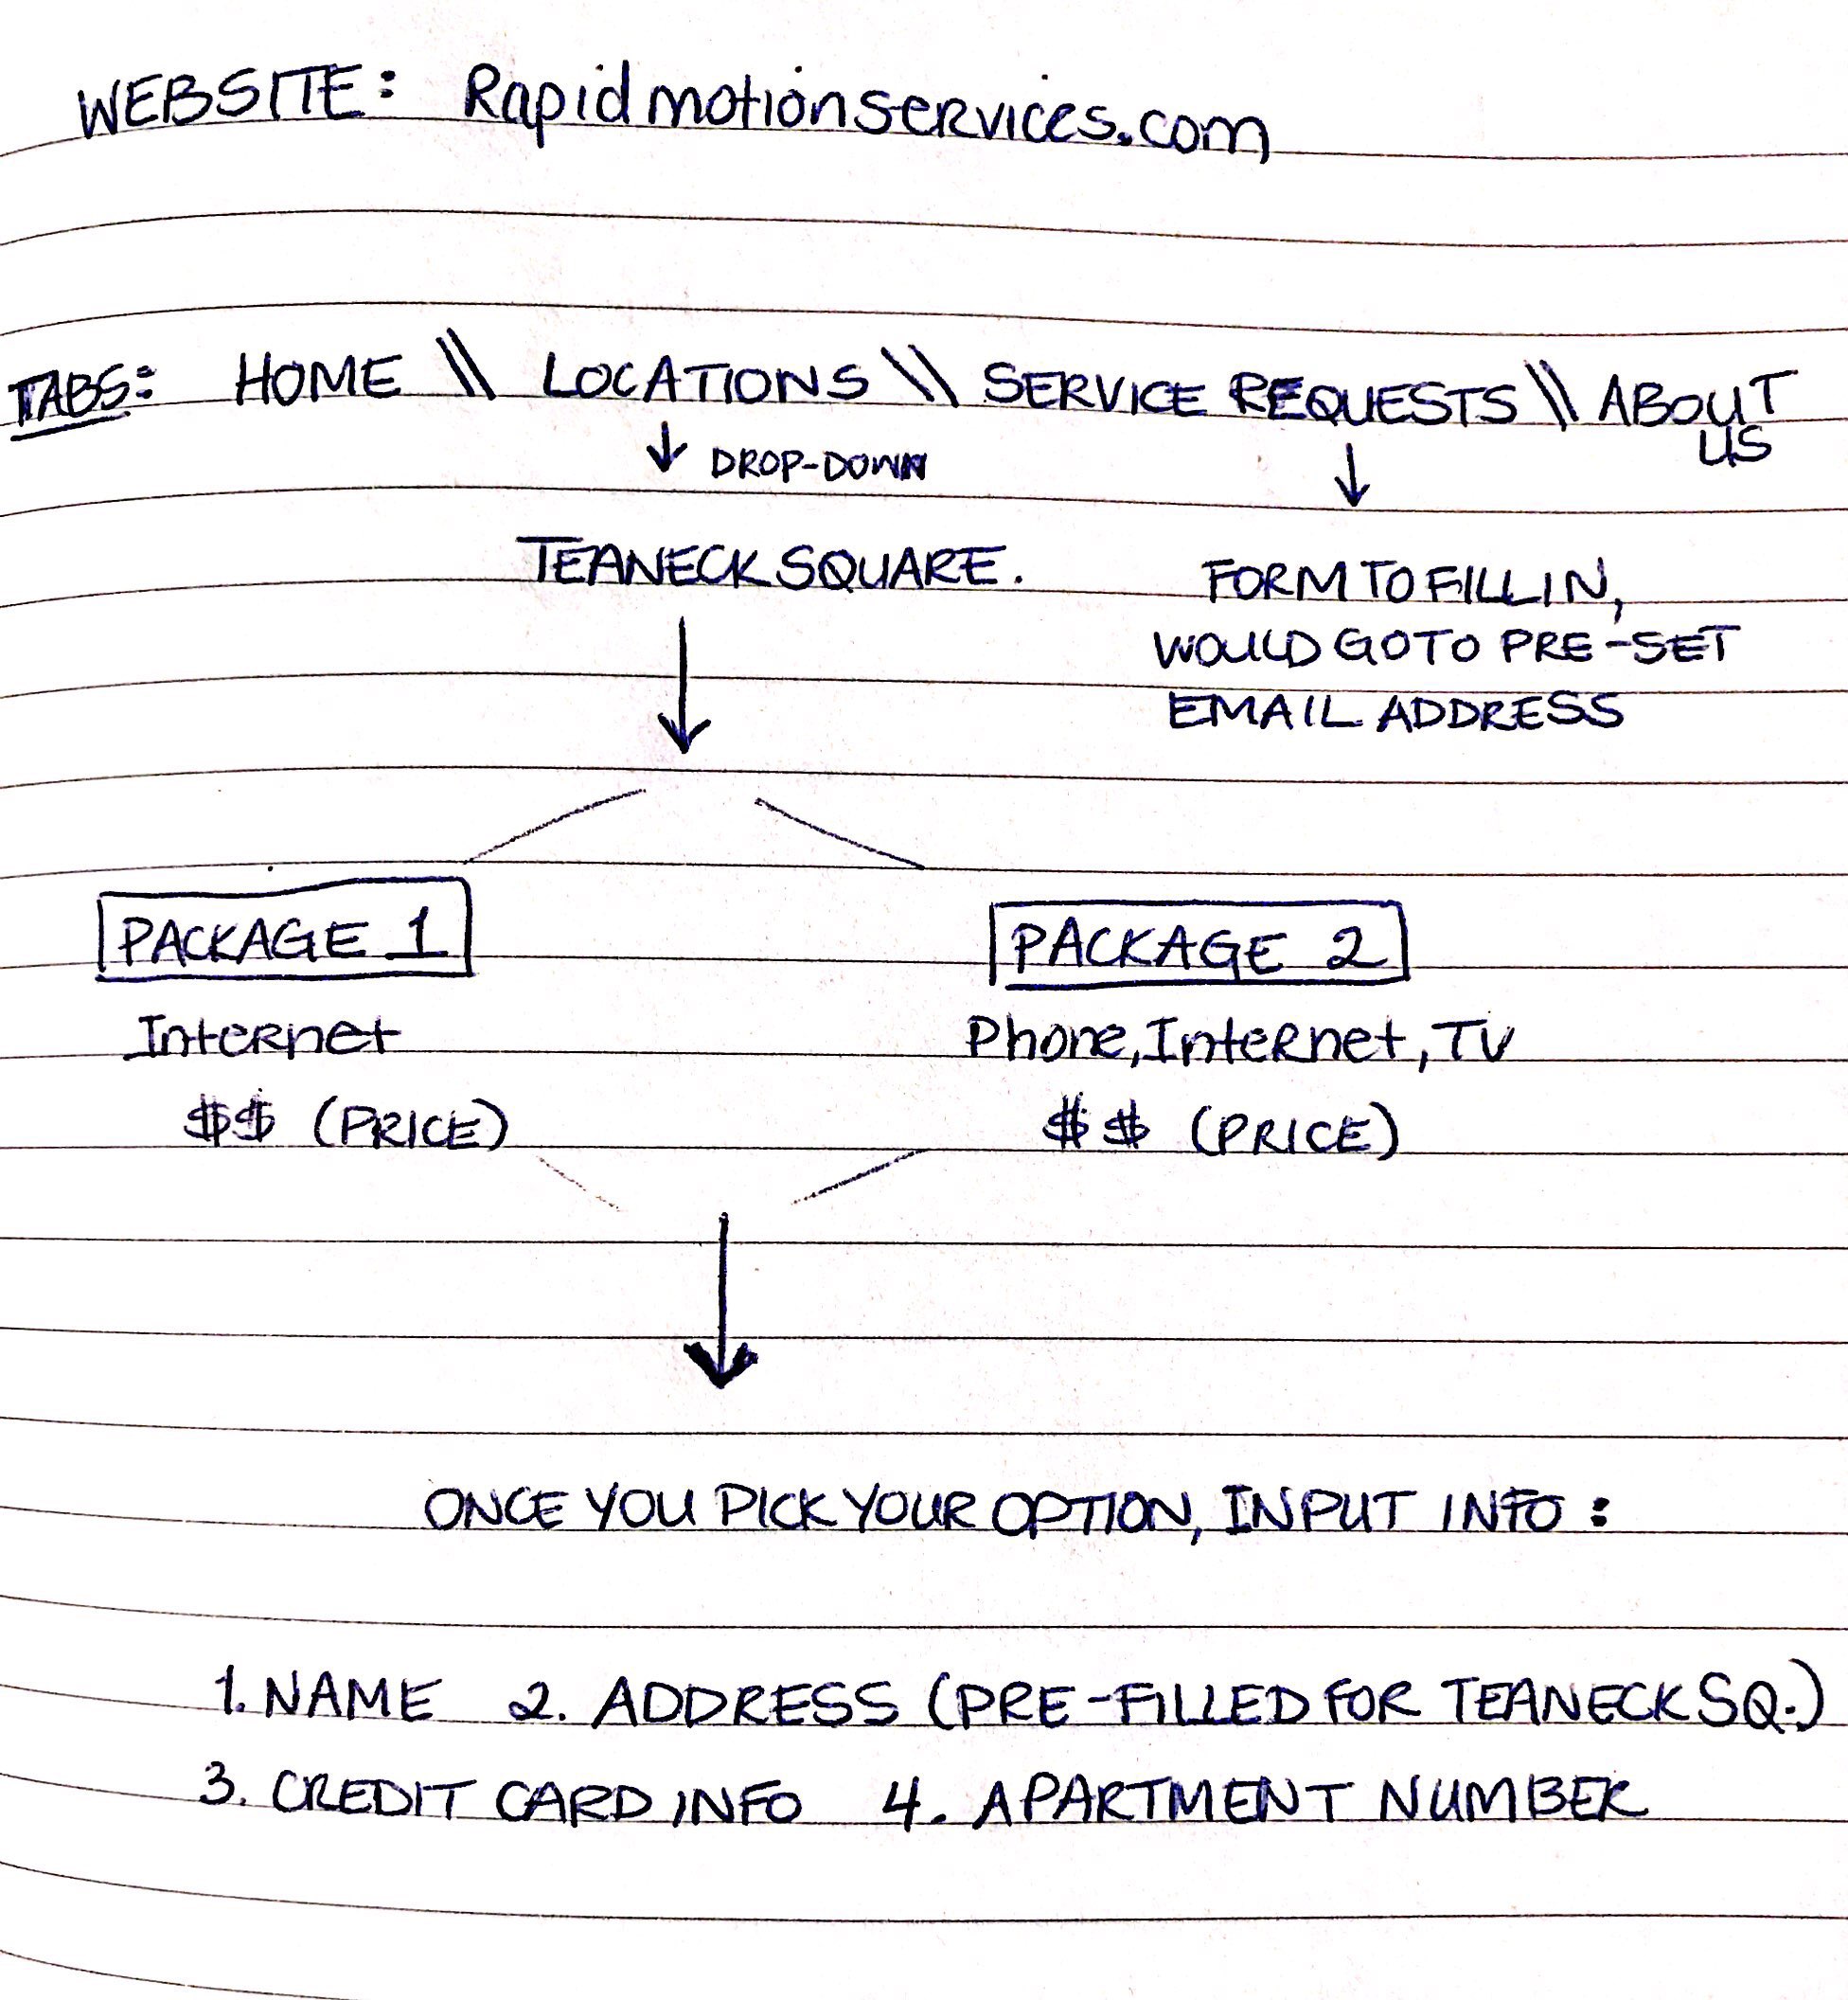 WEBSITE: Rapidmotionservices.com
TABS: HOME \\ LOCATIONS \\ SERVICE REQUESTS \\ ABOUT US
↓ DROP-DOWN ↓
TEANECK SQUARE.
FORM TO FILL IN,
WOULD GO TO PRE-SET
EMAIL ADDRESS
PACKAGE 1 PACKAGE 2
Internet Phone, Internet, TV
$$ (PRICE) $$ (PRICE)
ONCE YOU PICK YOUR OPTION, INPUT INFO:
1. NAME 2. ADDRESS (PRE-FILLED FOR TEANECK SQ.)
3. CREDIT CARD INFO 4. APARTMENT NUMBER